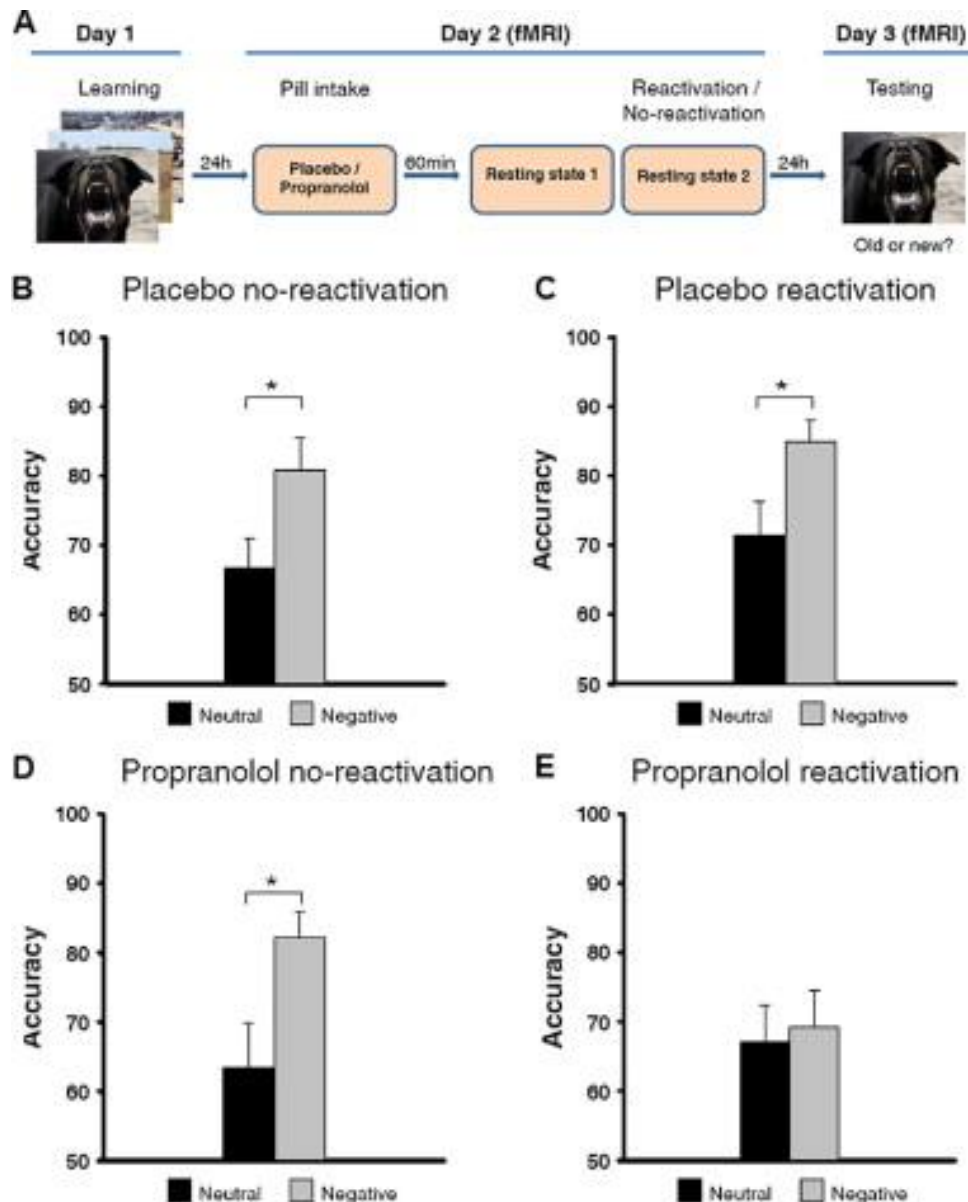 A
Day 1 Day 2 (fMRI) Day 3 (fMRI)
Learning Pill intake Reactivation / Testing
No-reactivation
24h Placebo / 60min Resting state 1 Resting state 2 24h
Propranolol
Old or new?
B Placebo no-reactivation
100
90
80
70
60
50
Accuracy
*
Neutral Negative
C Placebo reactivation
100
90
80
70
60
50
Accuracy
*
Neutral Negative
D Propranolol no-reactivation
100
90
80
70
60
50
Accuracy
*
Neutral Negative
E Propranolol reactivation
100
90
80
70
60
50
Accuracy
Neutral Negative